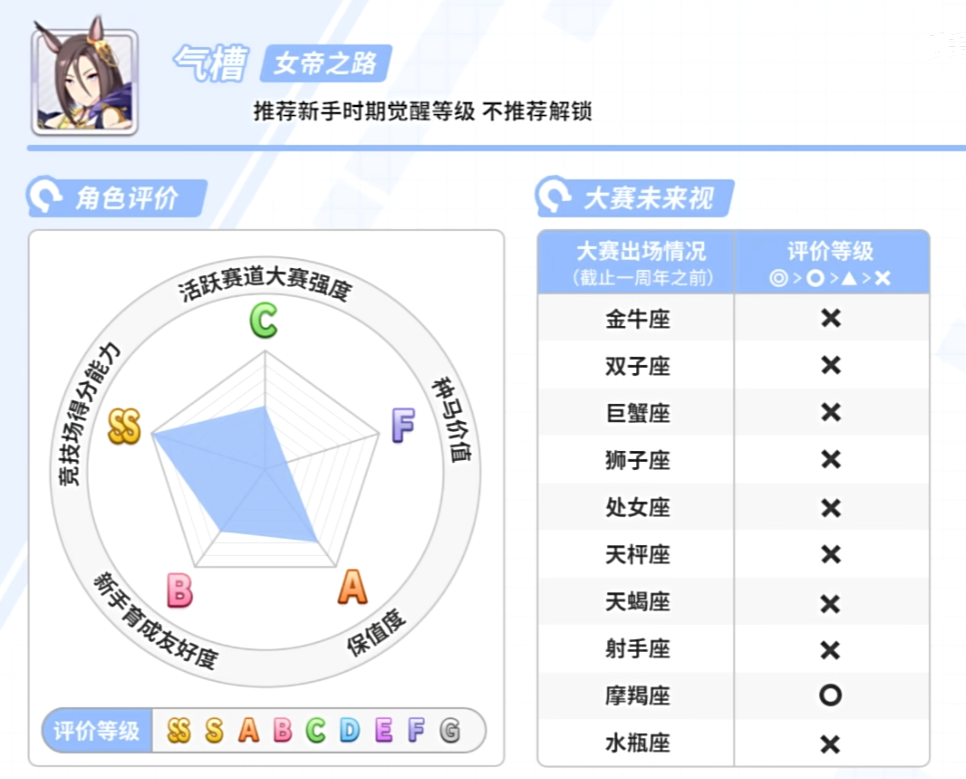 气槽 女帝之路
推荐新手时期觉醒等级 不推荐解锁
角色评价
活跃赛道大赛强度
C
竞技场得分能力
SS
种马价值
F
新手育成友好度
B
保值度
A
评价等级 SS S A B C D E F G
大赛未来视
大赛出场情况 评价等级
（截止一周年之前） ◎>○>▲>×
金牛座 ×
双子座 ×
巨蟹座 ×
狮子座 ×
处女座 ×
天枰座 ×
天蝎座 ×
射手座 ×
摩羯座 ○
水瓶座 ×